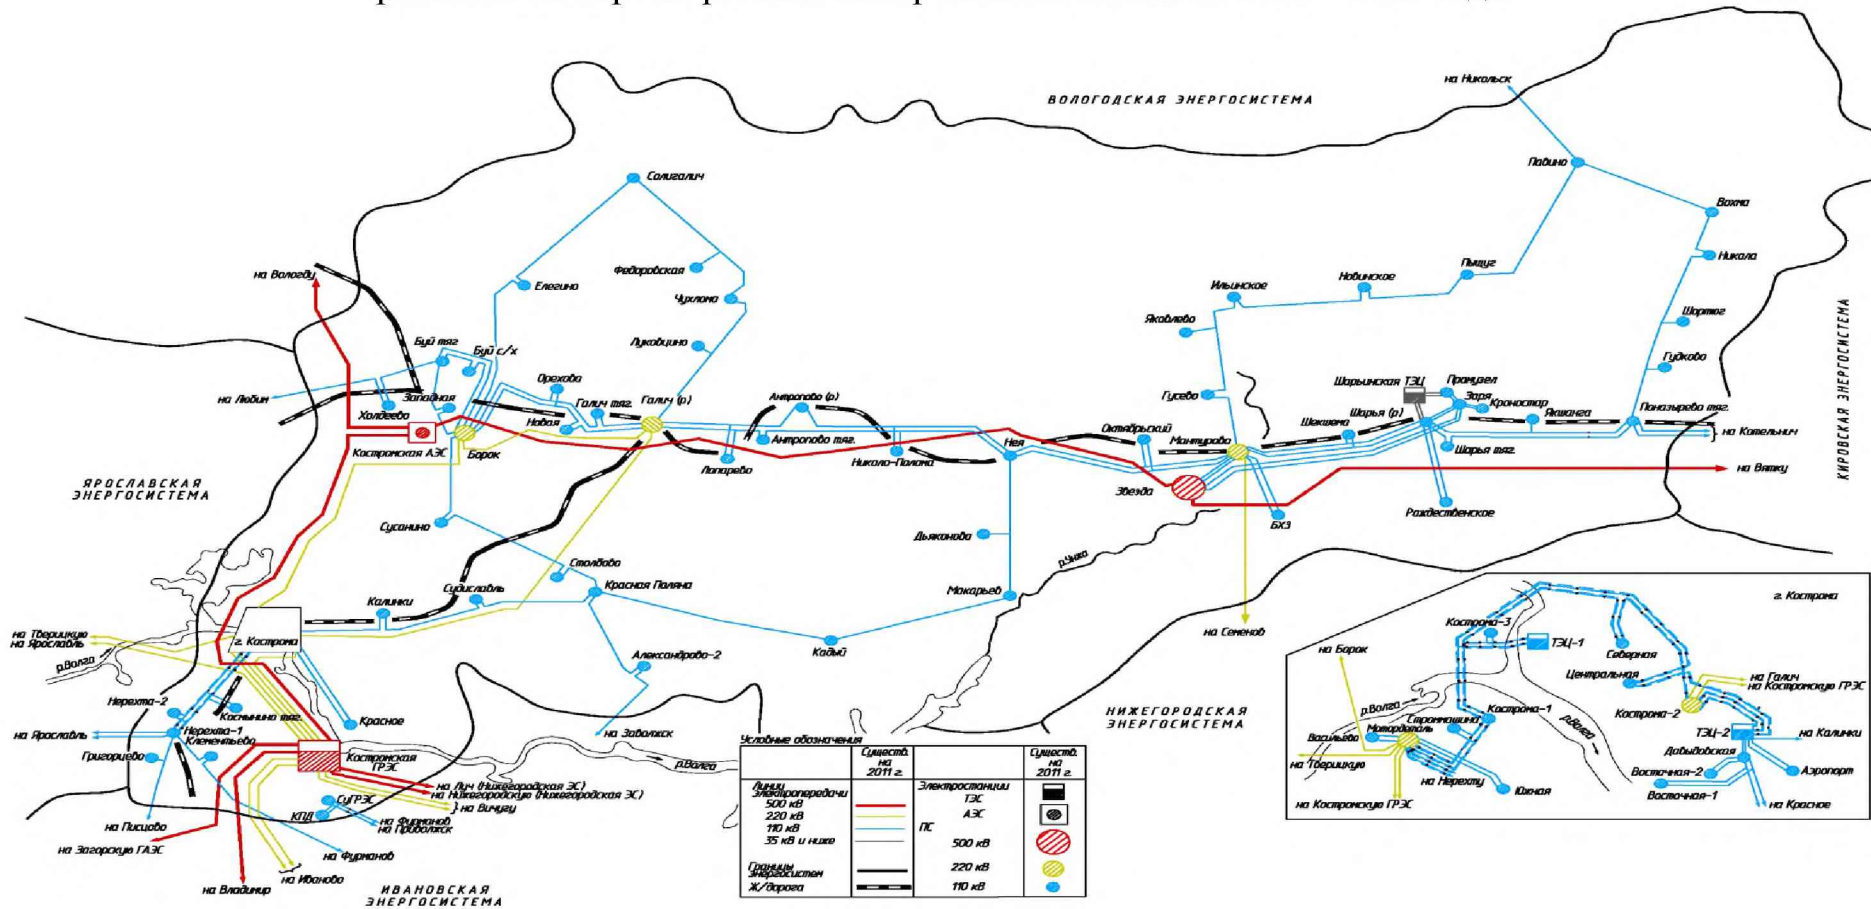 на Никольск
ВОЛОГОДСКАЯ ЭНЕРГОСИСТЕМА
Павино
Солигалич
Вохма
на Вологду
Федоровская
Елегино
Чухлома
Никола
Пыщуг
Новинское
Ильинское
Яковлево
Шортюг
КИРОВСКАЯ ЭНЕРГОСИСТЕМА
Буй тяг
Буй с/х
Луковцино
Гудково
на Любим
Западная
Холдеево
Орехово
Галич тяг.
Галич (р)
Новая
Антропово (р)
Антропово тяг.
Гусево
Шарьинская ТЭЦ
Промузел
Заря
Кроностар
Якшанга
Поназырево тяг.
на Котельнич
Костромская АЭС
Борок
Лопарево
Николо-Полома
Нея
Октябрьский
Мантурово
Шекшема
Шарья (р)
Шарья тяг.
на Вятку
ЯРОСЛАВСКАЯ
ЭНЕРГОСИСТЕМА
Звезда
БХЗ
Рождественское
Сусанино
Дьяконово
р.Унжа
Столбово
Красная Поляна
Судиславль
Калинки
Макарьев
Кадый
на Семенов
на Тверицкую
на Ярославль
г. Кострома
р.Волга
Александрово-2
Нерехта-2
Космынино тяг.
Красное
на Ярославль
Нерехта-1
Клементьево
Григорцево
Костромская
ГРЭС
р.Волга
на Заволжск
НИЖЕГОРОДСКАЯ
ЭНЕРГОСИСТЕМА
на Луч (Нижегородская ЭС)
на Нижегородскую (Нижегородская ЭС)
на Вичугу
СуГРЭС
КПД
на Фурманов
на Приволжск
на Писцово
на Загорскую ГАЭС
на Фурманов
на Владимир
на Иваново
ИВАНОВСКАЯ
ЭНЕРГОСИСТЕМА
Условные обозначения
Существ.
на
2011 г.
Существ.
на
2011 г.
Линии
электропередачи
500 кВ
220 кВ
110 кВ
35 кВ и ниже
Границы
энергосистем
Ж/дорога
Электростанции
ТЭС
АЭС
ПС
500 кВ
220 кВ
110 кВ
г. Кострома
на Борок
Кострома-3
ТЭЦ-1
Северная
Центральная
на Галич
на Костромскую ГРЭС
Кострома-2
р.Волга
Строммашина
Кострома-1
р.Волга
Мотордеталь
Васильево
ТЭЦ-2
на Калинки
Давыдовская
на Тверицкую
на Нерехту
Восточная-2
Аэропорт
Восточная-1
на Костромскую ГРЭС
Южная
на Красное